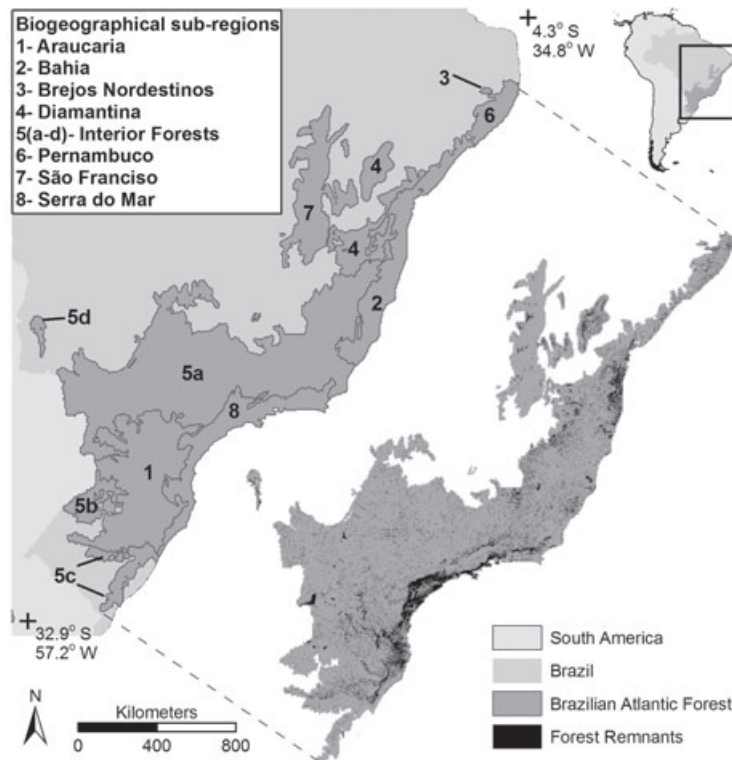 Biogeographical sub-regions
1- Araucaria
2- Bahia
3- Brejos Nordestinos
4- Diamantina
5(a-d)- Interior Forests
6- Pernambuco
7- São Franciso
8- Serra do Mar
4.3° S
34.8° W
3
6
4
7
4
2
5d
5a
8
1
5b
5c
32.9° S
57.2° W
N
Kilometers
0 400 800
South America
Brazil
Brazilian Atlantic Forest
Forest Remnants